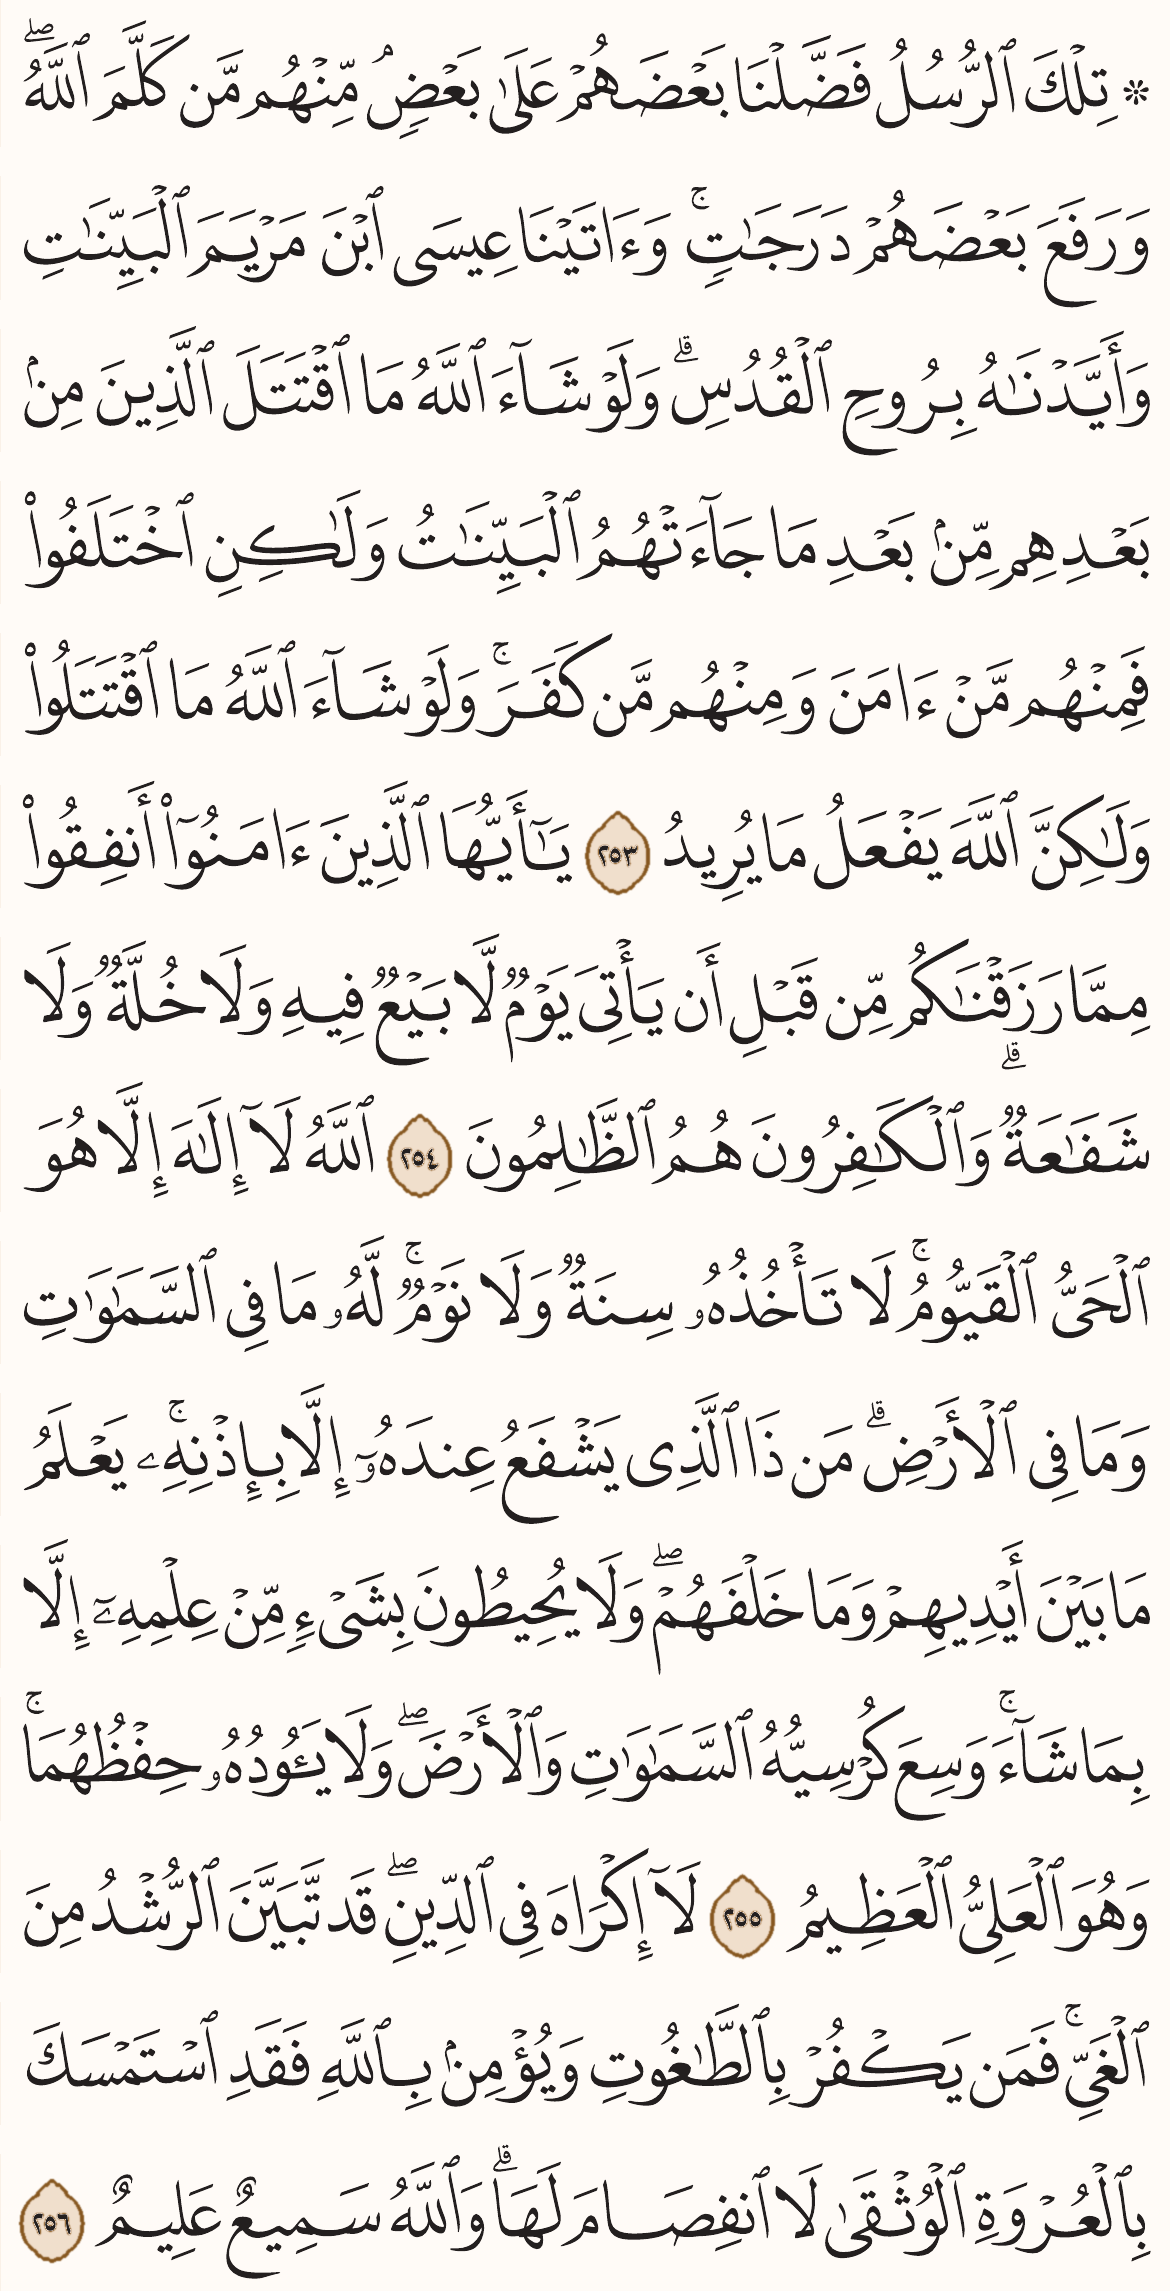 ۞ تِلۡكَ ٱلرُّسُلُ فَضَّلۡنَا بَعۡضَهُمۡ عَلَىٰ بَعۡضٖۘ مِّنۡهُم مَّن كَلَّمَ ٱللَّهُۖ
وَرَفَعَ بَعۡضَهُمۡ دَرَجَٰتٖۚ وَءَاتَيۡنَا عِيسَى ٱبۡنَ مَرۡيَمَ ٱلۡبَيِّنَٰتِ
وَأَيَّدۡنَٰهُ بِرُوحِ ٱلۡقُدُسِۗ وَلَوۡ شَآءَ ٱللَّهُ مَا ٱقۡتَتَلَ ٱلَّذِينَ مِنۢ
بَعۡدِهِم مِّنۢ بَعۡدِ مَا جَآءَتۡهُمُ ٱلۡبَيِّنَٰتُ وَلَٰكِنِ ٱخۡتَلَفُواْ
فَمِنۡهُم مَّنۡ ءَامَنَ وَمِنۡهُم مَّن كَفَرَۚ وَلَوۡ شَآءَ ٱللَّهُ مَا ٱقۡتَتَلُواْ
وَلَٰكِنَّ ٱللَّهَ يَفۡعَلُ مَا يُرِيدُ ٢٥٣ يَٰٓأَيُّهَا ٱلَّذِينَ ءَامَنُوٓاْ أَنفِقُواْ
مِمَّا رَزَقۡنَٰكُم مِّن قَبۡلِ أَن يَأۡتِيَ يَوۡمٞ لَّا بَيۡعٞ فِيهِ وَلَا خُلَّةٞ وَلَا
شَفَٰعَةٞۗ وَٱلۡكَٰفِرُونَ هُمُ ٱلظَّٰلِمُونَ ٢٥٤ ٱللَّهُ لَآ إِلَٰهَ إِلَّا هُوَ
ٱلۡحَيُّ ٱلۡقَيُّومُۚ لَا تَأۡخُذُهُۥ سِنَةٞ وَلَا نَوۡمٞۚ لَّهُۥ مَا فِي ٱلسَّمَٰوَٰتِ
وَمَا فِي ٱلۡأَرۡضِۗ مَن ذَا ٱلَّذِي يَشۡفَعُ عِندَهُۥٓ إِلَّا بِإِذۡنِهِۦۚ يَعۡلَمُ
مَا بَيۡنَ أَيۡدِيهِمۡ وَمَا خَلۡفَهُمۡۖ وَلَا يُحِيطُونَ بِشَيۡءٖ مِّنۡ عِلۡمِهِۦٓ إِلَّا
بِمَا شَآءَۚ وَسِعَ كُرۡسِيُّهُ ٱلسَّمَٰوَٰتِ وَٱلۡأَرۡضَۖ وَلَا يَـُٔودُهُۥ حِفۡظُهُمَاۚ
وَهُوَ ٱلۡعَلِيُّ ٱلۡعَظِيمُ ٢٥٥ لَآ إِكۡرَاهَ فِي ٱلدِّينِۖ قَد تَّبَيَّنَ ٱلرُّشۡدُ مِنَ
ٱلۡغَيِّۚ فَمَن يَكۡفُرۡ بِٱلطَّٰغُوتِ وَيُؤۡمِنۢ بِٱللَّهِ فَقَدِ ٱسۡتَمۡسَكَ
بِٱلۡعُرۡوَةِ ٱلۡوُثۡقَىٰ لَا ٱنفِصَامَ لَهَاۗ وَٱللَّهُ سَمِيعٌ عَلِيمٌ ٢٥٦